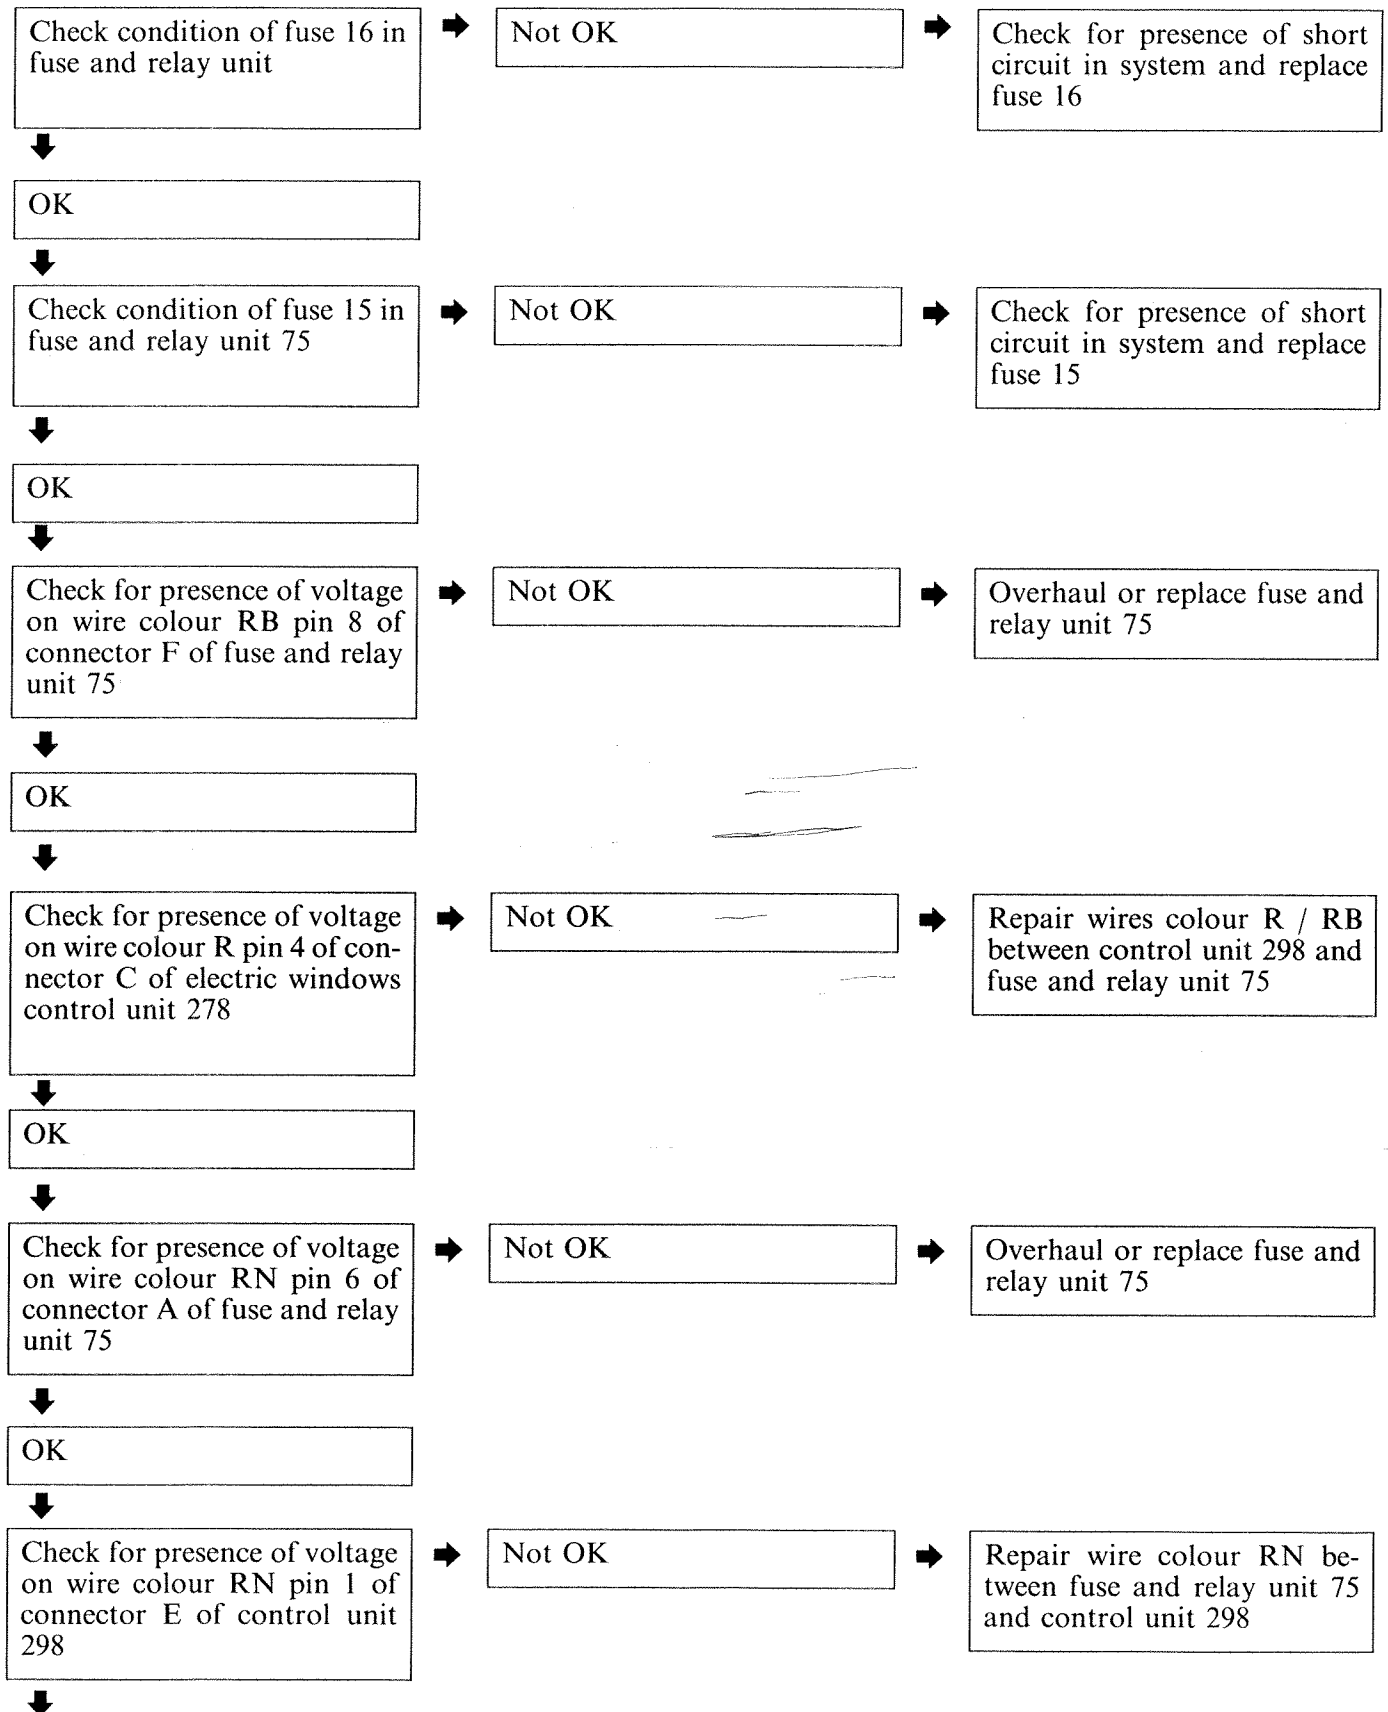 Check condition of fuse 16 in
fuse and relay unit
Not OK
Check for presence of short
circuit in system and replace
fuse 16
OK
Check condition of fuse 15 in
fuse and relay unit 75
Not OK
Check for presence of short
circuit in system and replace
fuse 15
OK
Check for presence of voltage
on wire colour RB pin 8 of
connector F of fuse and relay
unit 75
Not OK
Overhaul or replace fuse and
relay unit 75
OK
Check for presence of voltage
on wire colour R pin 4 of con-
nector C of electric windows
control unit 278
Not OK
Repair wires colour R / RB
between control unit 298 and
fuse and relay unit 75
OK
Check for presence of voltage
on wire colour RN pin 6 of
connector A of fuse and relay
unit 75
Not OK
Overhaul or replace fuse and
relay unit 75
OK
Check for presence of voltage
on wire colour RN pin 1 of
connector E of control unit
298
Not OK
Repair wire colour RN be-
tween fuse and relay unit 75
and control unit 298